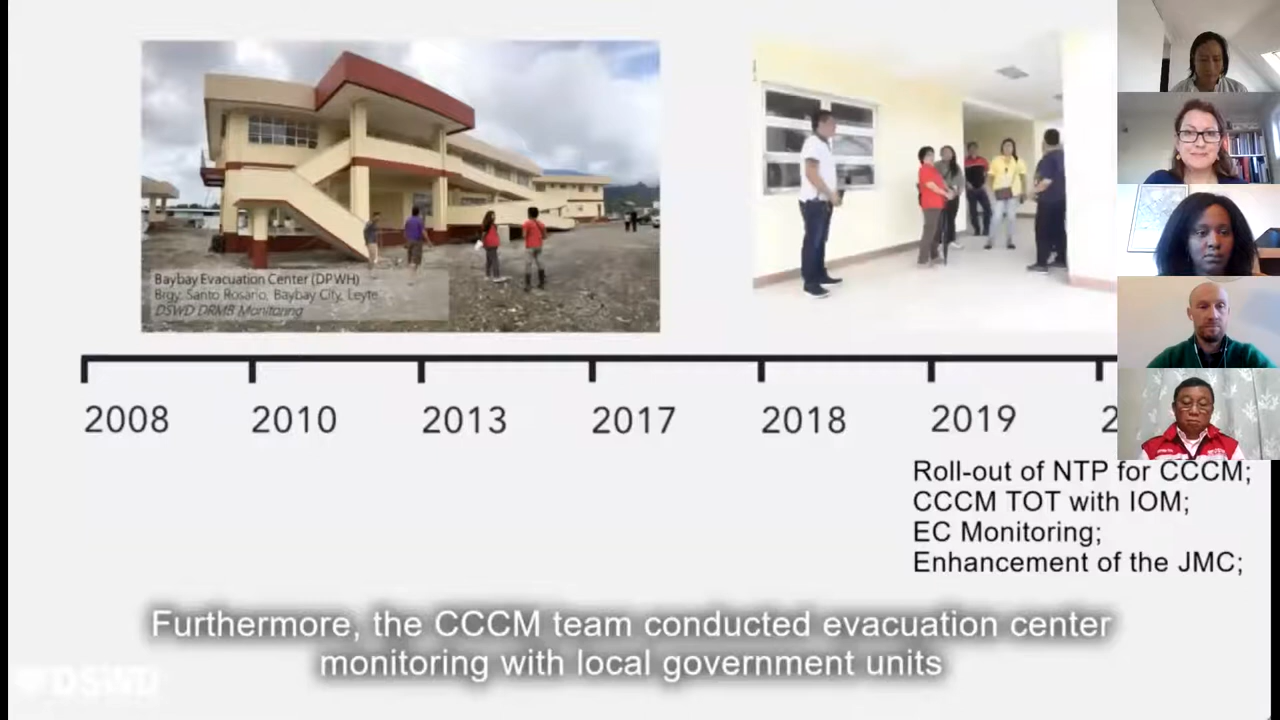 Baybay Evacuation Center (DPWH)
Brgy. Santo Rosario, Baybay City, Leyte
DSWD DRMB Monitoring
2008 2010 2013 2017 2018 2019 2
Roll-out of NTP for CCCM;
CCCM TOT with IOM;
EC Monitoring;
Enhancement of the JMC;
Furthermore, the CCCM team conducted evacuation center
monitoring with local government units
DSWD